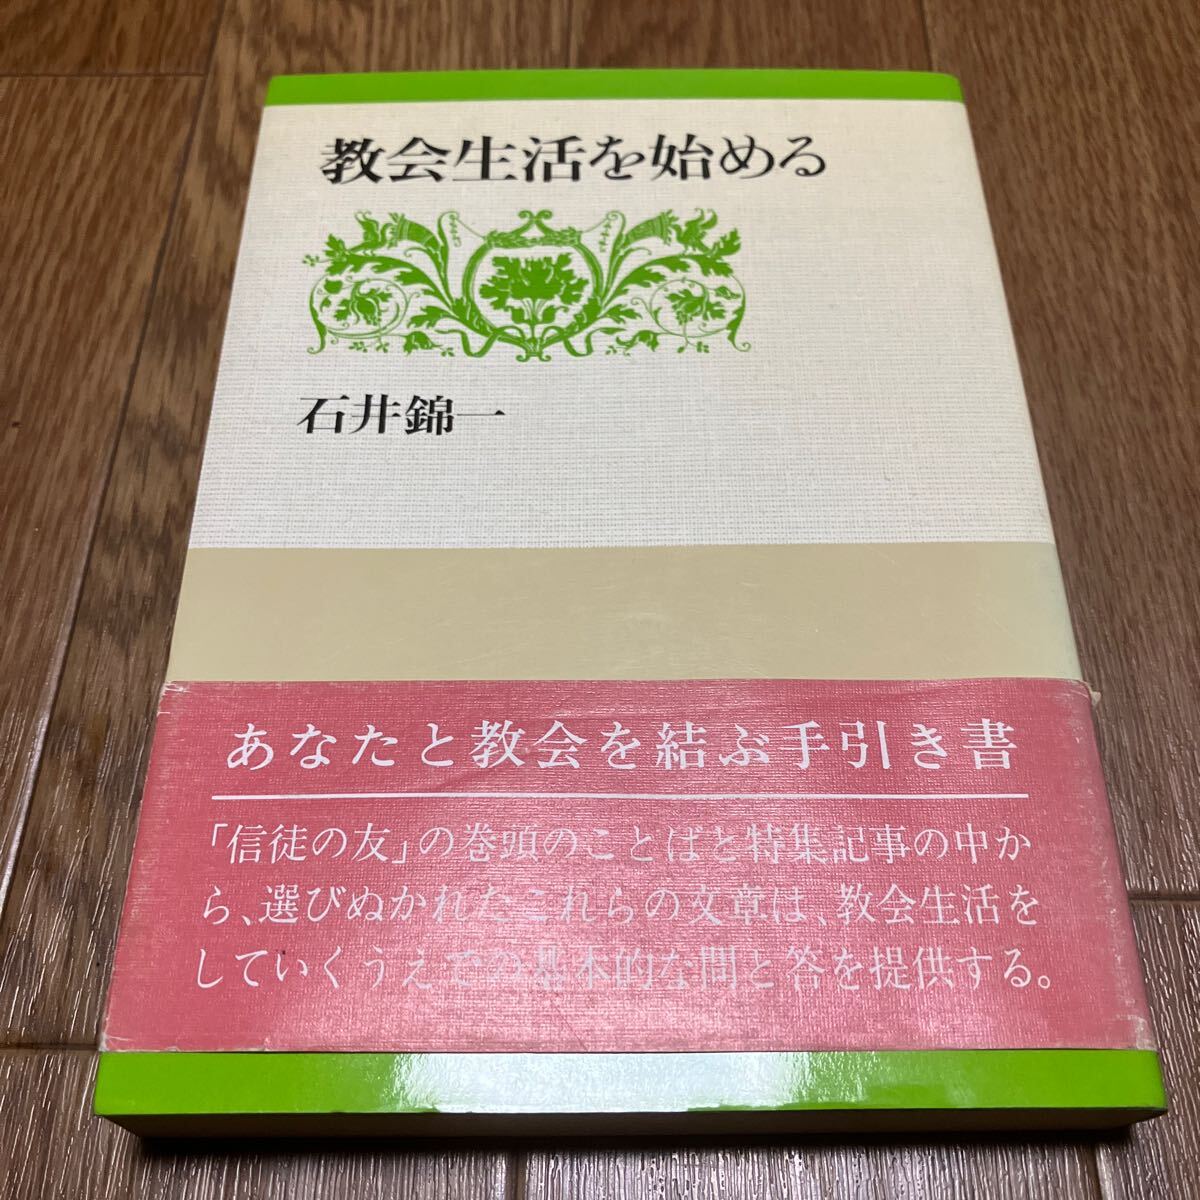 教会生活を始める
石井錦一
あなたと教会を結ぶ手引き書
「信徒の友」の巻頭のことばと特集記事の中か
ら、選びぬかれたこれらの文章は、教会生活を
していくうえでの基本的な問と答を提供する。